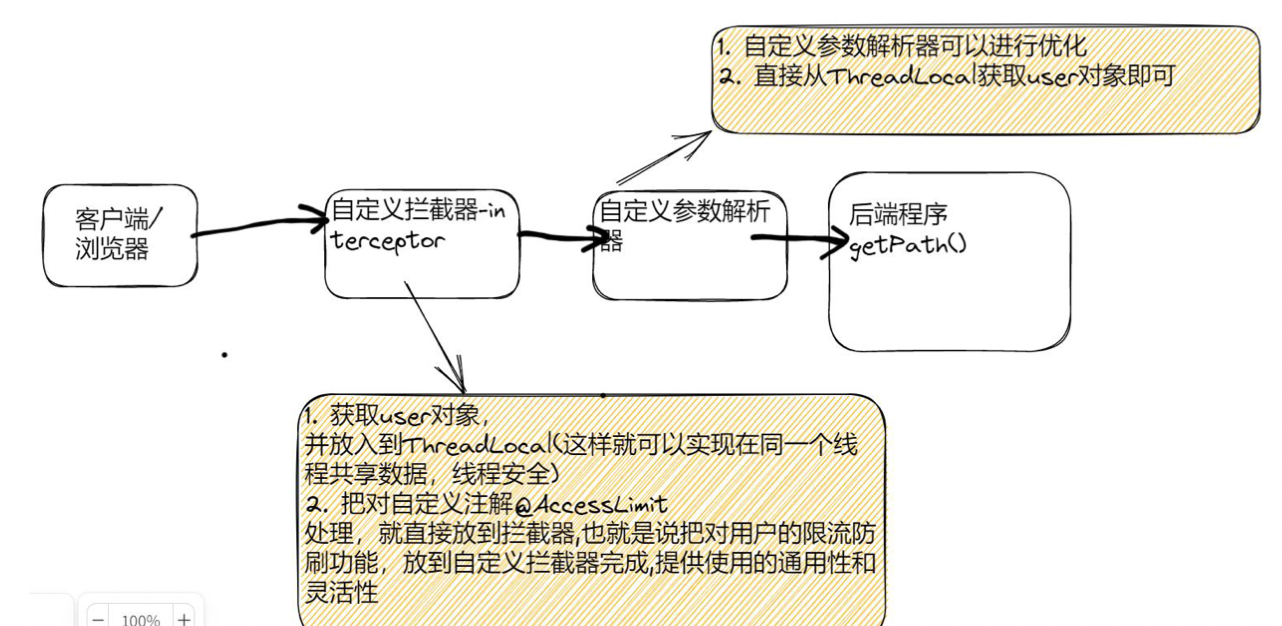 1. 自定义参数解析器可以进行优化
2. 直接从ThreadLocal获取user对象即可
客户端/
浏览器
自定义拦截器-in
terceptor
自定义参数解析
器
后端程序
getPath()
1. 获取user对象，
并放入到ThreadLocal(这样就可以实现在同一个线
程共享数据，线程安全)
2. 把对自定义注解@AccessLimit
处理，就直接放到拦截器,也就是说把对用户的限流防
刷功能，放到自定义拦截器完成,提供使用的通用性和
灵活性
− 100% +